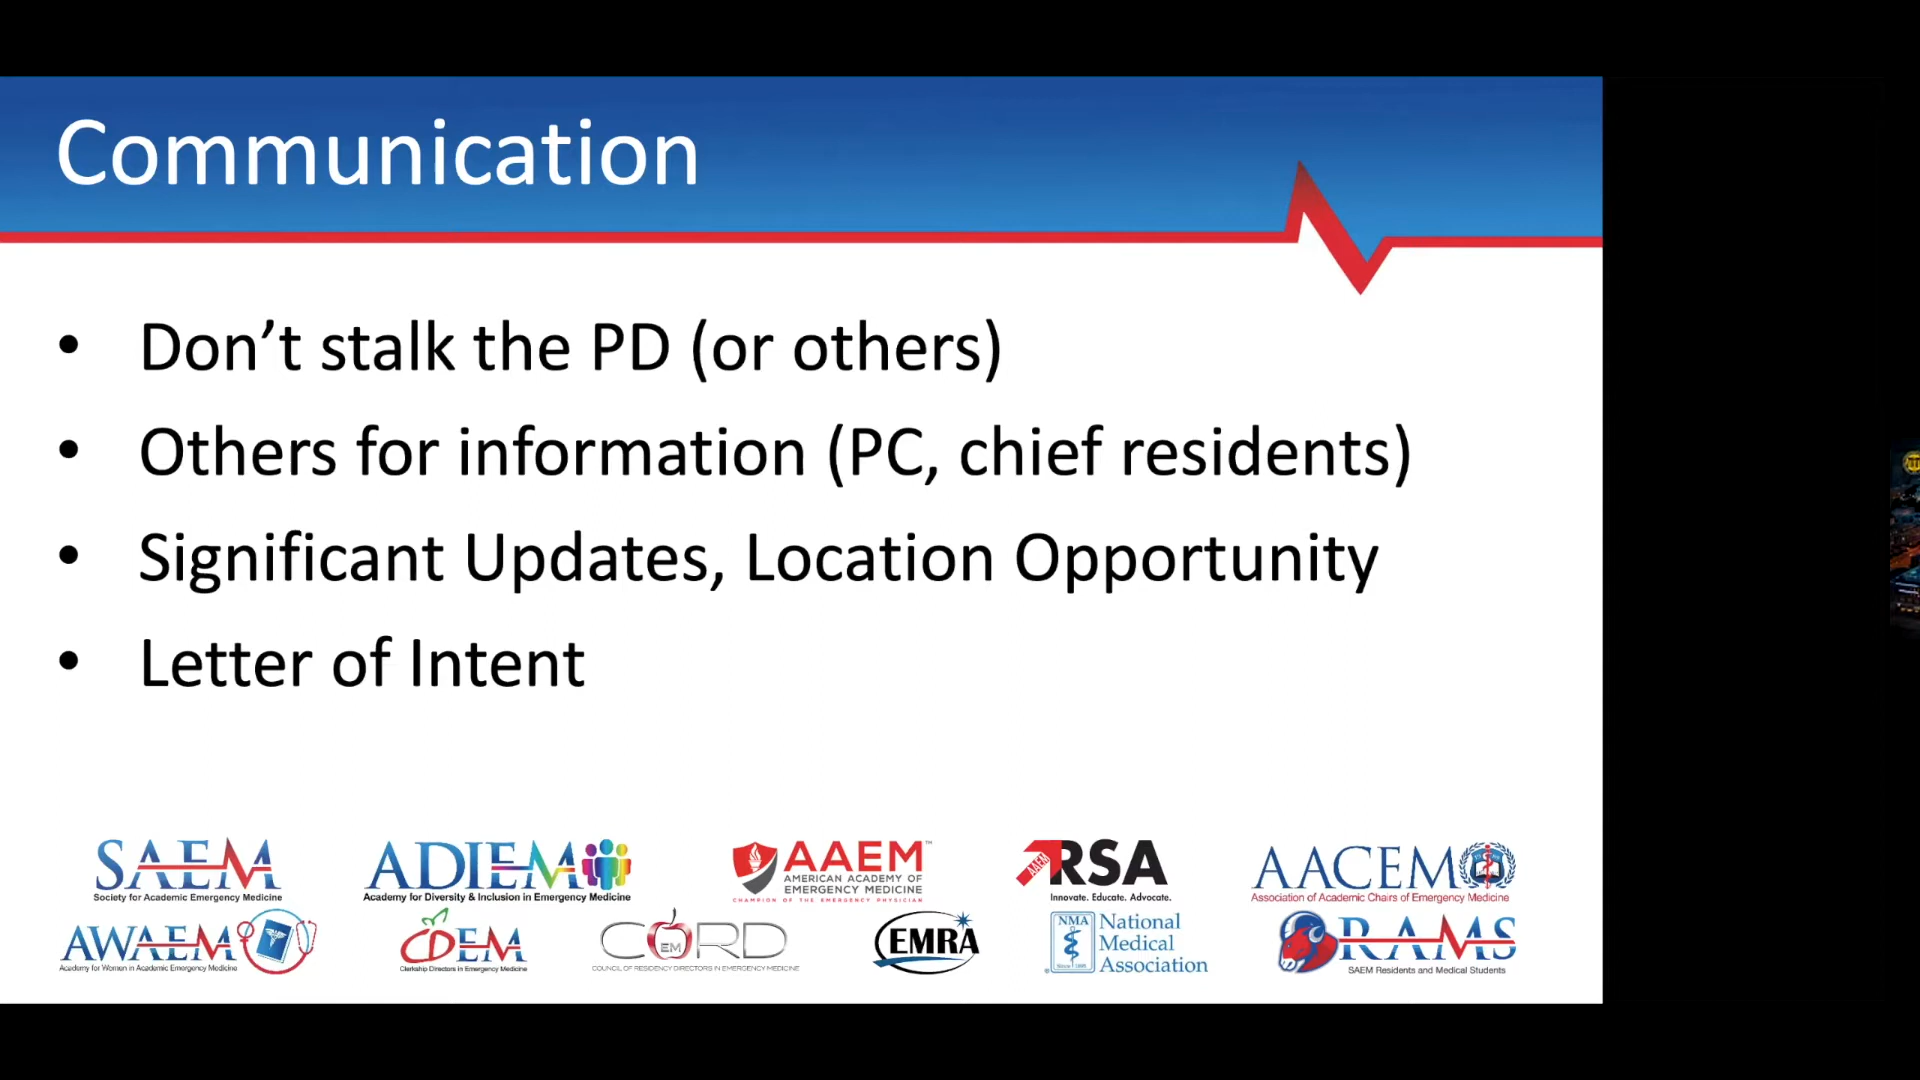 Communication
• Don’t stalk the PD (or others)
• Others for information (PC, chief residents)
• Significant Updates, Location Opportunity
• Letter of Intent
SAEM
Society for Academic Emergency Medicine
ADIEM
Academy for Diversity & Inclusion in Emergency Medicine
AAEM™
AMERICAN ACADEMY OF
EMERGENCY MEDICINE
CHAMPION OF THE EMERGENCY PHYSICIAN
AAEM
RSA
Innovate. Educate. Advocate.
AACEM
Association of Academic Chairs of Emergency Medicine
AWAEM
Academy for Women in Academic Emergency Medicine
CDEM
Clerkship Directors in Emergency Medicine
CORD
EM
COUNCIL OF RESIDENCY DIRECTORS IN EMERGENCY MEDICINE
EMRA
NMA
Since 1895
National
Medical
Association
RAMS
SAEM Residents and Medical Students